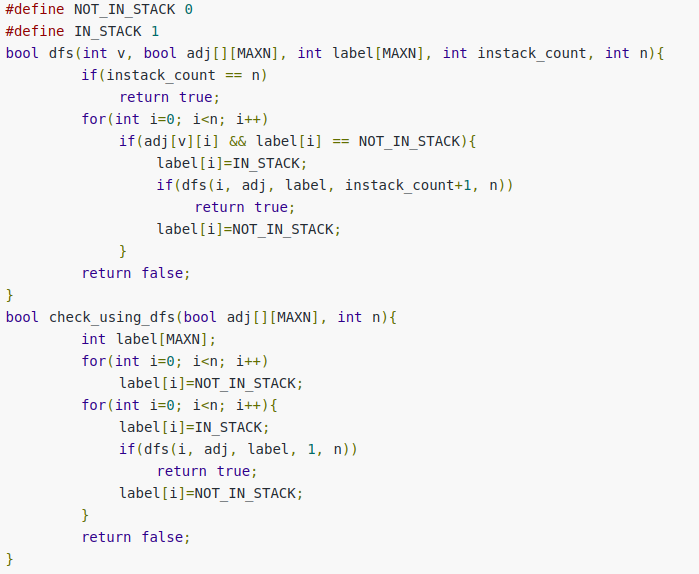 #define NOT_IN_STACK 0
#define IN_STACK 1
bool dfs(int v, bool adj[][MAXN], int label[MAXN], int instack_count, int n){
        if(instack_count == n)
            return true;
        for(int i=0; i<n; i++)
            if(adj[v][i] && label[i] == NOT_IN_STACK){
                label[i]=IN_STACK;
                if(dfs(i, adj, label, instack_count+1, n))
                    return true;
                label[i]=NOT_IN_STACK;
            }
        return false;
}
bool check_using_dfs(bool adj[][MAXN], int n){
        int label[MAXN];
        for(int i=0; i<n; i++)
            label[i]=NOT_IN_STACK;
        for(int i=0; i<n; i++){
            label[i]=IN_STACK;
            if(dfs(i, adj, label, 1, n))
                return true;
            label[i]=NOT_IN_STACK;
        }
        return false;
}